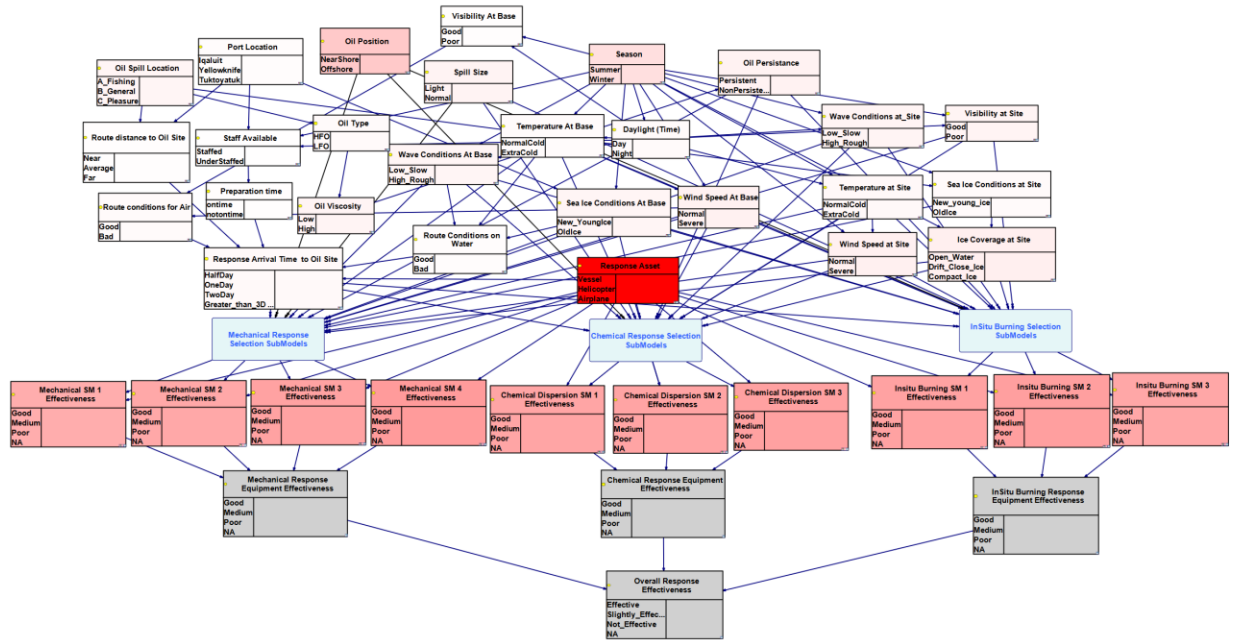 Visibility At Base
Good
Poor
Oil Position
NearShore
Offshore
Port Location
Iqaluit
Yellowknife
Tuktoyatuk
Season
Summer
Winter
Oil Persistance
Persistent
NonPersiste...
Oil Spill Location
A_Fishing
B_General
C_Pleasure
Spill Size
Light
Normal
Wave Conditions at_Site
Low_Slow
High_Rough
Visibility at Site
Good
Poor
Route distance to Oil Site
Near
Average
Far
Staff Available
Staffed
UnderStaffed
Oil Type
HFO
LFO
Temperature At Base
NormalCold
ExtraCold
Daylight (Time)
Day
Night
Wave Conditions At Base
Low_Slow
High_Rough
Temperature at Site
NormalCold
ExtraCold
Sea Ice Conditions at Site
New_young_ice
OldIce
Preparation time
ontime
notontime
Route conditions for Air
Good
Bad
Oil Viscosity
Low
High
Sea Ice Conditions At Base
New_YoungIce
OldIce
Wind Speed At Base
Normal
Severe
Route Conditions on
Water
Good
Bad
Wind Speed at Site
Normal
Severe
Ice Coverage at Site
Open_Water
Drift_Close_Ice
Compact_Ice
Response Arrival Time to Oil Site
HalfDay
OneDay
TwoDay
Greater_than_3D ...
Response Asset
Vessel
Helicopter
Airplane
Mechanical Response
Selection SubModels
Chemical Response Selection
SubModels
InSitu Burning Selection
SubModels
Mechanical SM 1
Effectiveness
Good
Medium
Poor
NA
Mechanical SM 2
Effectiveness
Good
Medium
Poor
NA
Mechanical SM 3
Effectiveness
Good
Medium
Poor
NA
Mechanical SM 4
Effectiveness
Good
Medium
Poor
NA
Chemical Dispersion SM 1
Effectiveness
Good
Medium
Poor
NA
Chemical Dispersion SM 2
Effectiveness
Good
Medium
Poor
NA
Chemical Dispersion SM 3
Effectiveness
Good
Medium
Poor
NA
Insitu Burning SM 1
Effectiveness
Good
Medium
Poor
NA
Insitu Burning SM 2
Effectiveness
Good
Medium
Poor
NA
Insitu Burning SM 3
Effectiveness
Good
Medium
Poor
NA
Mechanical Response
Equipment Effectiveness
Good
Medium
Poor
NA
Chemical Response Equipment
Effectiveness
Good
Medium
Poor
NA
InSitu Burning Response
Equipment Effectiveness
Good
Medium
Poor
NA
Overall Response
Effectiveness
Effective
Slightly_Effec...
Not_Effective
NA